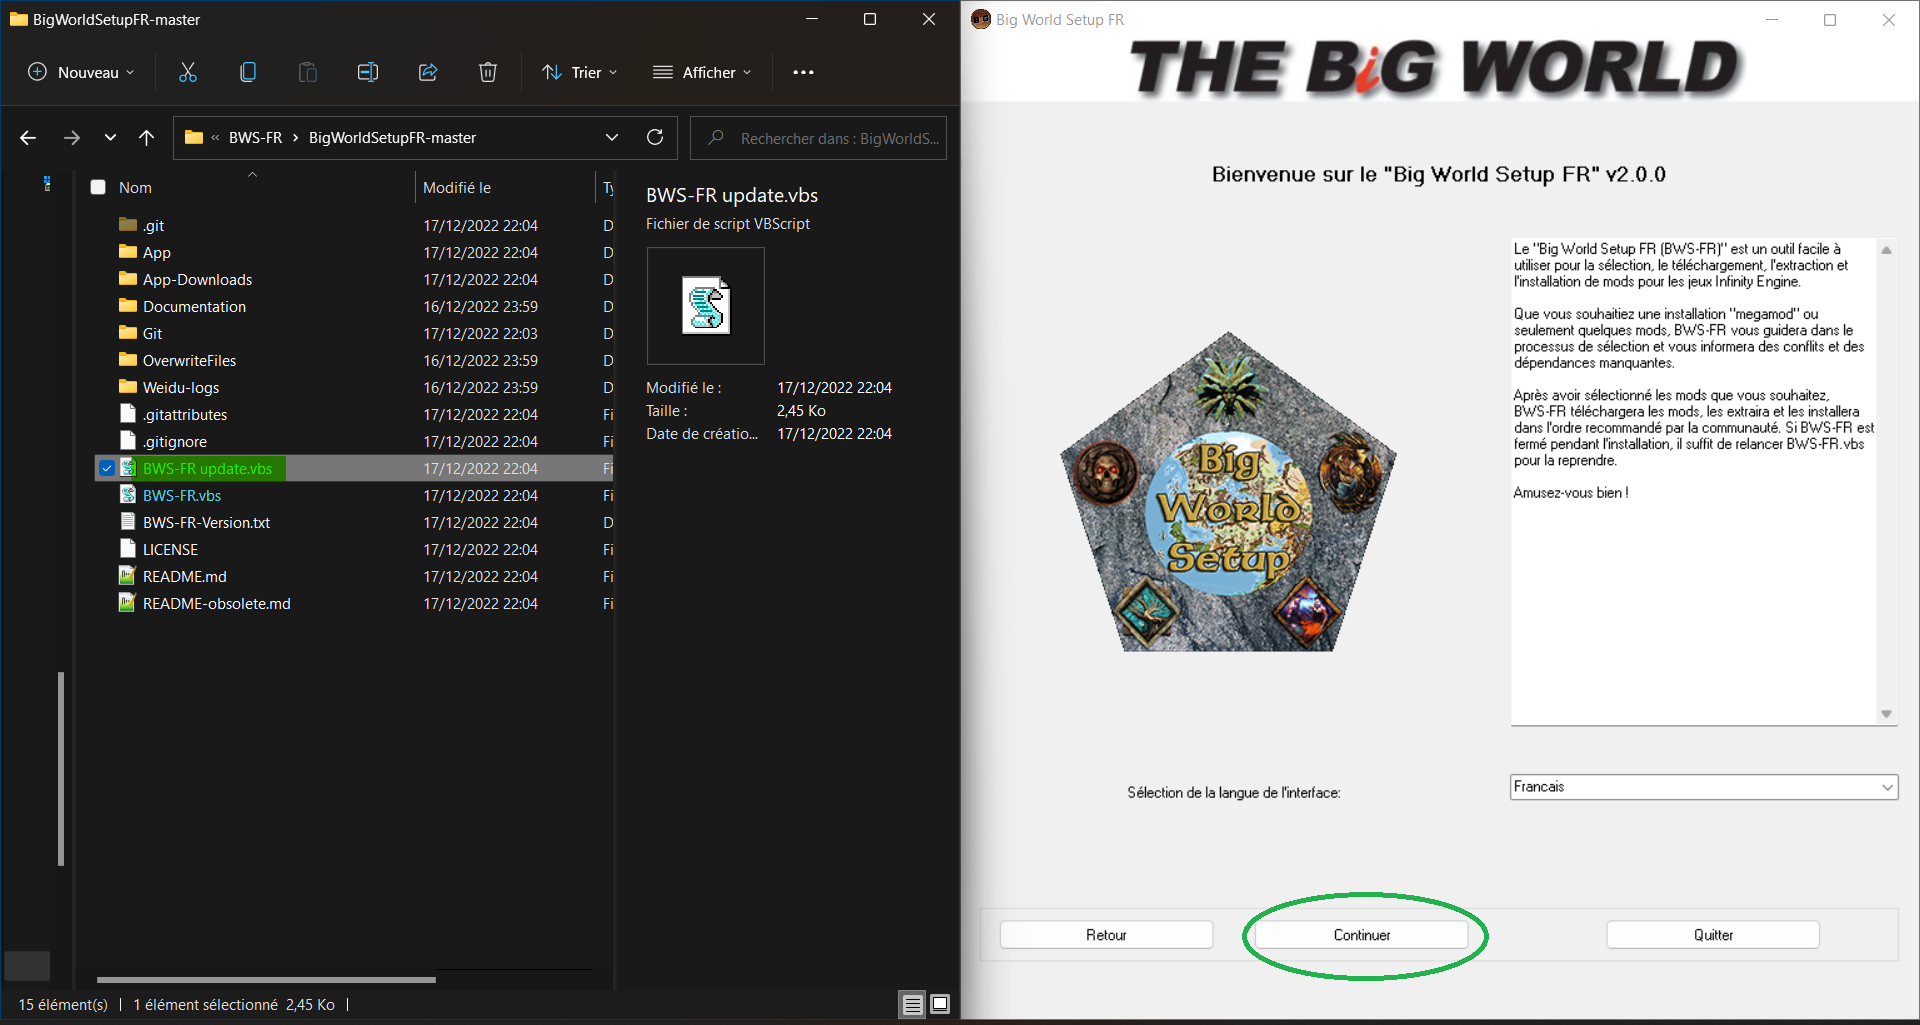 BigWorldSetupFR-master
Nouveau
Trier
Afficher
BWS-FR
BigWorldSetupFR-master
Rechercher dans : BigWorldS...
Nom
Modifié le
Ty
.git 17/12/2022 22:04 D
App 17/12/2022 22:04 D
App-Downloads 17/12/2022 22:04 D
Documentation 16/12/2022 23:59 D
Git 17/12/2022 22:03 D
OverwriteFiles 16/12/2022 23:59 D
Weidu-logs 16/12/2022 23:59 D
.gitattributes 17/12/2022 22:04 Fi
.gitignore 17/12/2022 22:04 Fi
BWS-FR update.vbs 17/12/2022 22:04 Fi
BWS-FR.vbs 17/12/2022 22:04 Fi
BWS-FR-Version.txt 17/12/2022 22:04 D
LICENSE 17/12/2022 22:04 Fi
README.md 17/12/2022 22:04 Fi
README-obsolete.md 17/12/2022 22:04 Fi
BWS-FR update.vbs
Fichier de script VBScript
Modifié le : 17/12/2022 22:04
Taille : 2,45 Ko
Date de créatio... 17/12/2022 22:04
15 élément(s)
1 élément sélectionné 2,45 Ko
Big World Setup FR
THE BiG WORLD
Bienvenue sur le "Big World Setup FR" v2.0.0
Big
World
Setup
Le "Big World Setup FR (BWS-FR)" est un outil facile à
utiliser pour la sélection, le téléchargement, l'extraction et
l'installation de mods pour les jeux Infinity Engine.
Que vous souhaitiez une installation "megamod" ou
seulement quelques mods, BWS-FR vous guidera dans le
processus de sélection et vous informera des conflits et des
dépendances manquantes.
Après avoir sélectionné les mods que vous souhaitez,
BWS-FR téléchargera les mods, les extraira et les installera
dans l'ordre recommandé par la communauté. Si BWS-FR est
fermé pendant l'installation, il suffit de relancer BWS-FR.vbs
pour la reprendre.
Amusez-vous bien !
Sélection de la langue de l'interface:
Francais
Retour
Continuer
Quitter